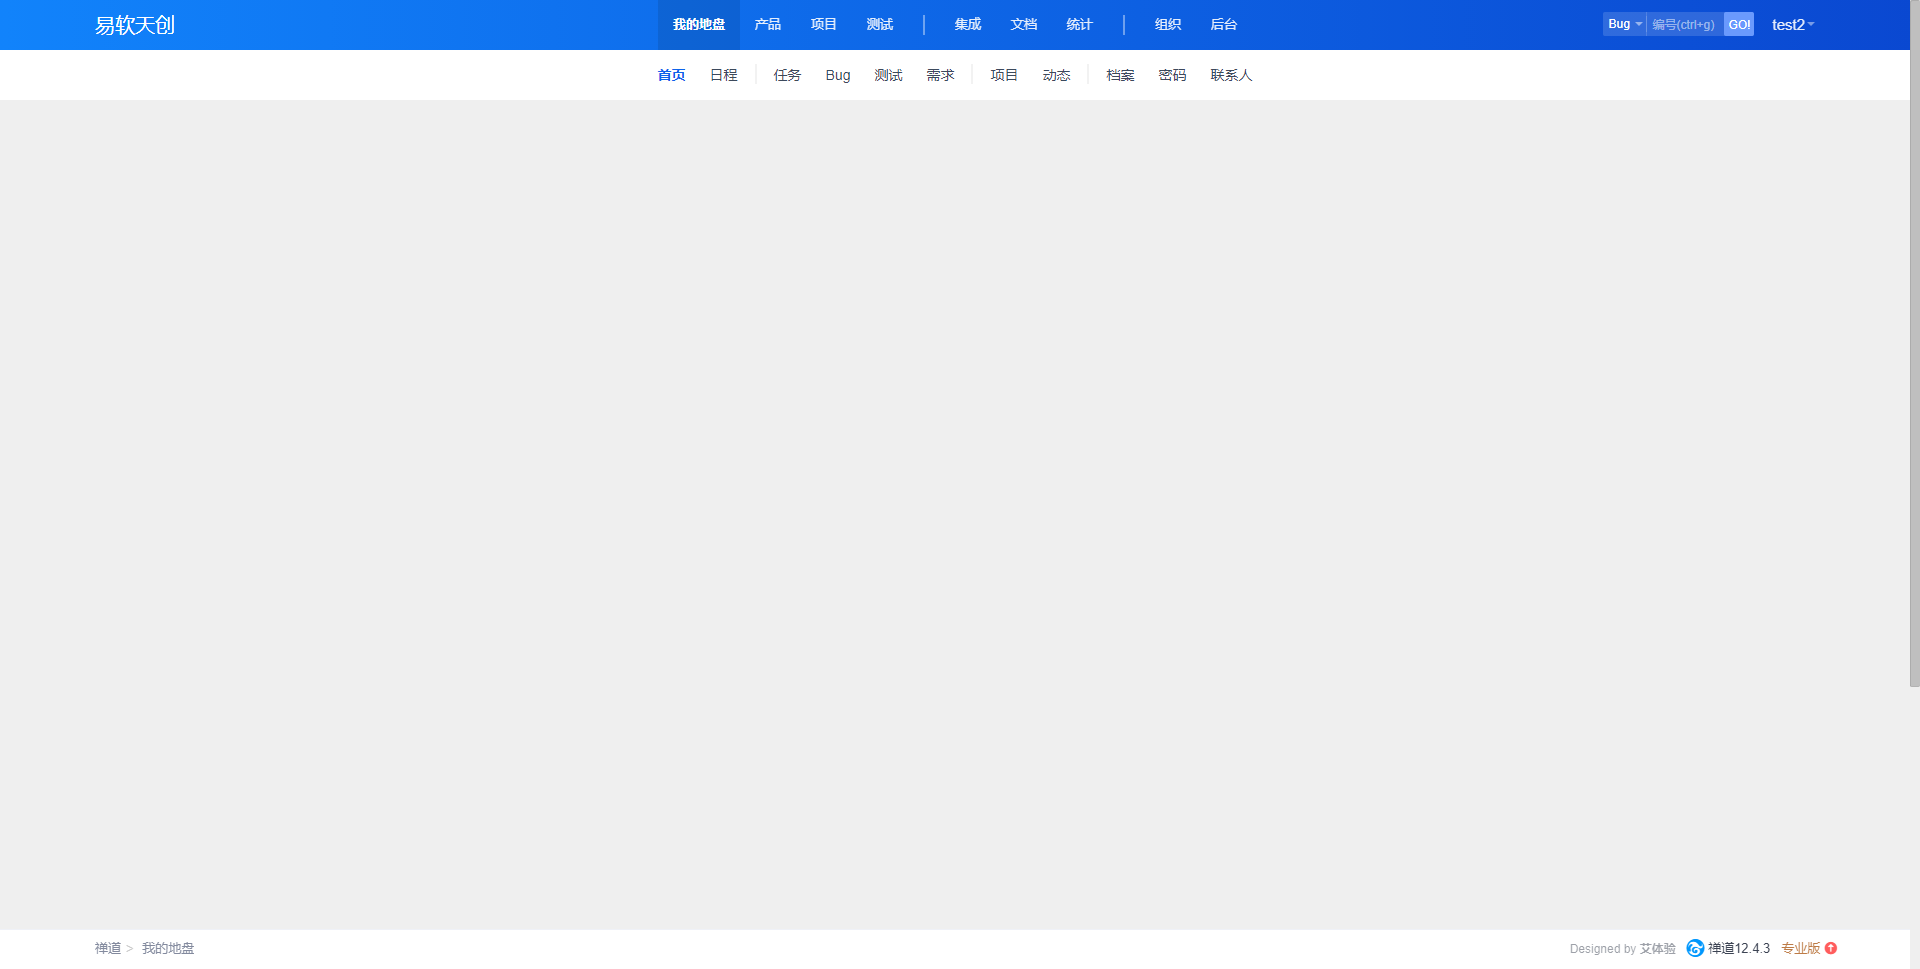 易软天创 我的地盘 产品 项目 测试 集成 文档 统计 组织 后台 Bug 编号(ctrl+g) GO! test2
首页 日程 任务 Bug 测试 需求 项目 动态 档案 密码 联系人
禅道 > 我的地盘 Designed by 艾体验 禅道12.4.3 专业版